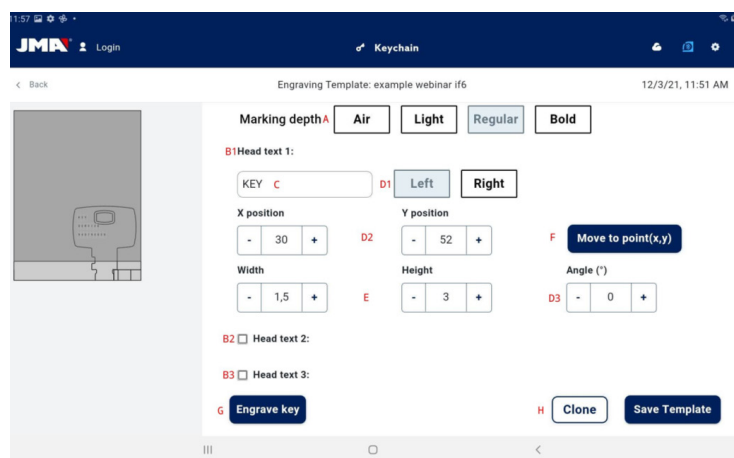 11:57
JMA Login Keychain
< Back Engraving Template: example webinar if6 12/3/21, 11:51 AM
Marking depth A Air Light Regular Bold
B1 Head text 1:
KEY C D1 Left Right
X position Y position
- 30 + D2 - 52 + F Move to point(x,y)
Width Height Angle (°)
- 1,5 + E - 3 + D3 - 0 +
B2 Head text 2:
B3 Head text 3:
G Engrave key H Clone Save Template